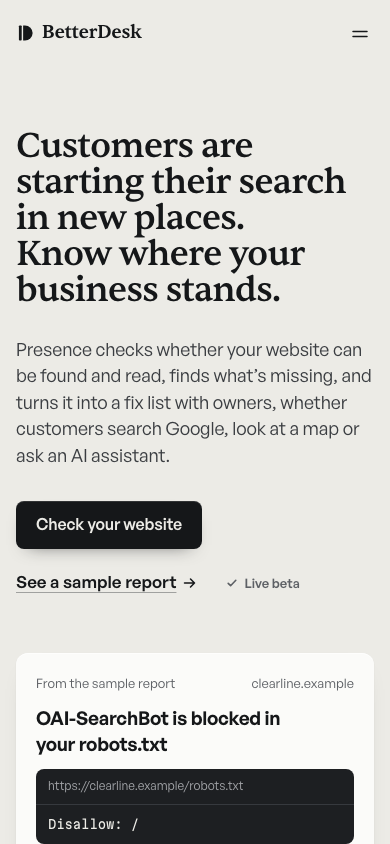 BetterDesk
Customers are
starting their search
in new places.
Know where your
business stands.
Presence checks whether your website can
be found and read, finds what’s missing, and
turns it into a fix list with owners, whether
customers search Google, look at a map or
ask an AI assistant.
Check your website
See a sample report → ✓ Live beta
From the sample report clearline.example
OAI-SearchBot is blocked in
your robots.txt
https://clearline.example/robots.txt
Disallow: /